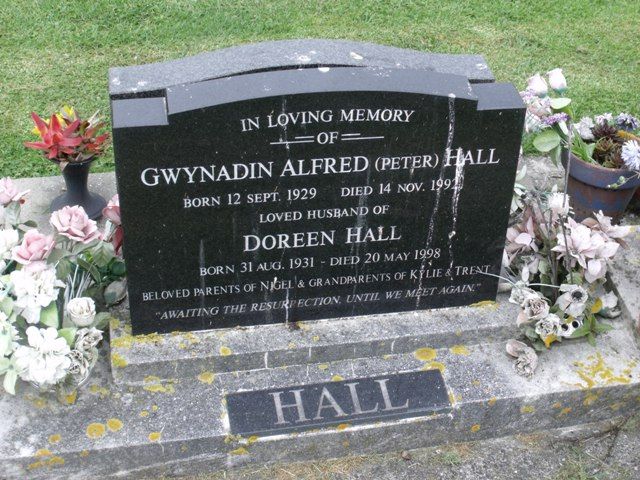 IN LOVING MEMORY
OF
GWYNADIN ALFRED (PETER) HALL
BORN 12 SEPT. 1929 DIED 14 NOV. 1992
LOVED HUSBAND OF
DOREEN HALL
BORN 31 AUG. 1931 - DIED 20 MAY 1998
BELOVED PARENTS OF NIGEL & GRANDPARENTS OF KYLIE & TRENT
"AWAITING THE RESURRECTION, UNTIL WE MEET AGAIN."
HALL